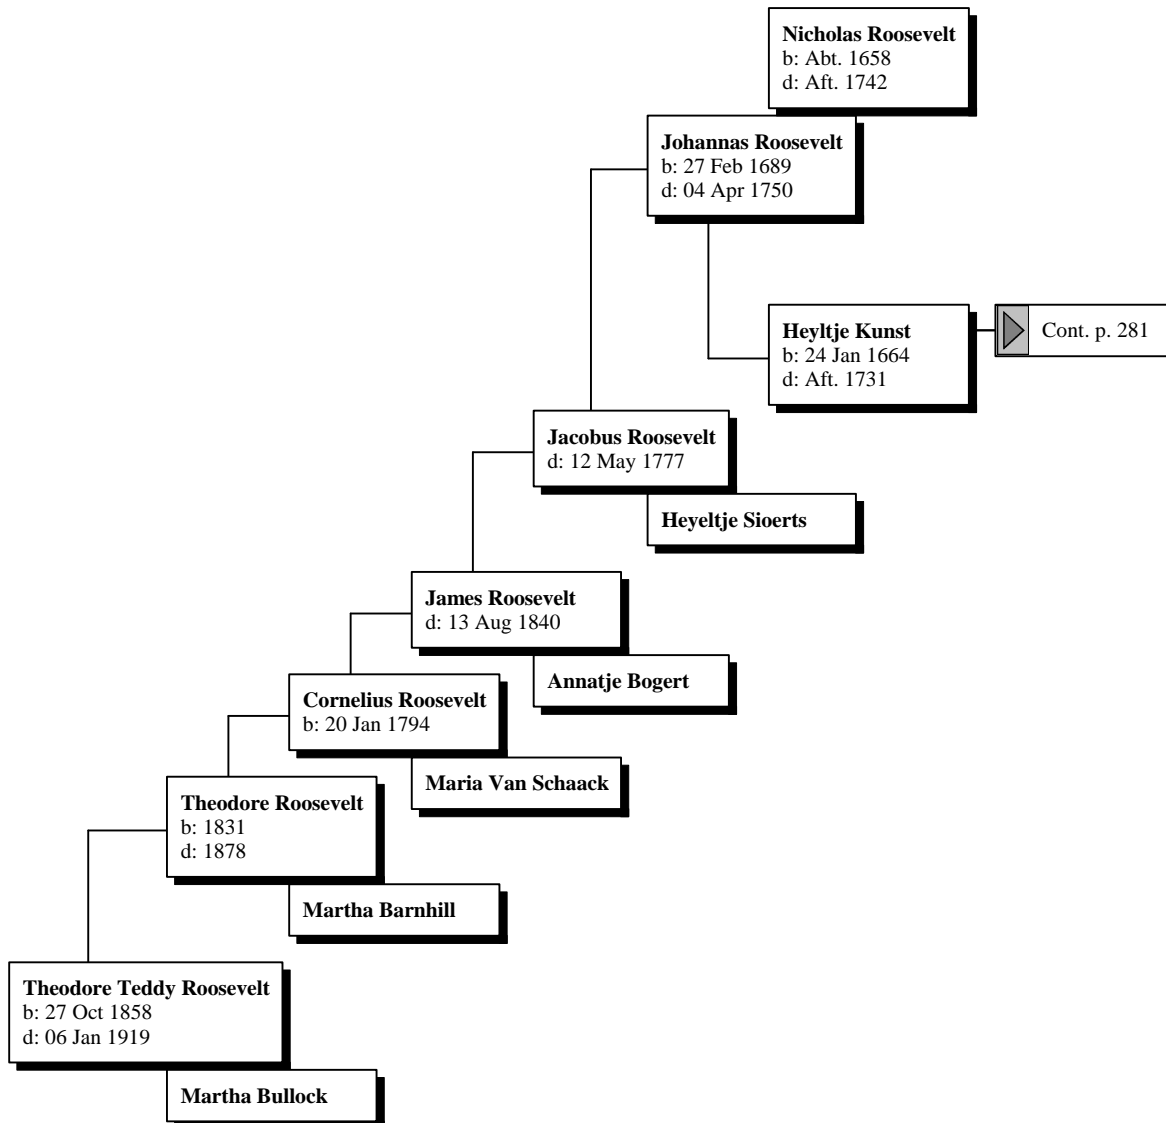 Nicholas Roosevelt
b: Abt. 1658
d: Aft. 1742
Johannas Roosevelt
b: 27 Feb 1689
d: 04 Apr 1750
Heyltje Kunst
b: 24 Jan 1664
d: Aft. 1731
Cont. p. 281
Jacobus Roosevelt
d: 12 May 1777
Heyeltje Sioerts
James Roosevelt
d: 13 Aug 1840
Annatje Bogert
Cornelius Roosevelt
b: 20 Jan 1794
Maria Van Schaack
Theodore Roosevelt
b: 1831
d: 1878
Martha Barnhill
Theodore Teddy Roosevelt
b: 27 Oct 1858
d: 06 Jan 1919
Martha Bullock